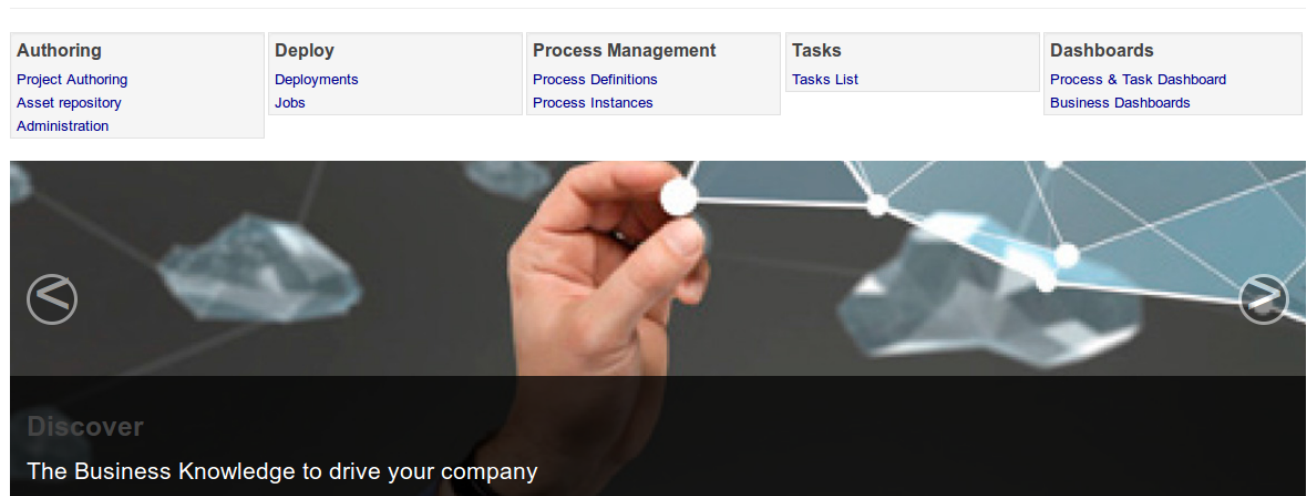 Authoring
Project Authoring
Asset repository
Administration
Deploy
Deployments
Jobs
Process Management
Process Definitions
Process Instances
Tasks
Tasks List
Dashboards
Process & Task Dashboard
Business Dashboards
<
>
Discover
The Business Knowledge to drive your company